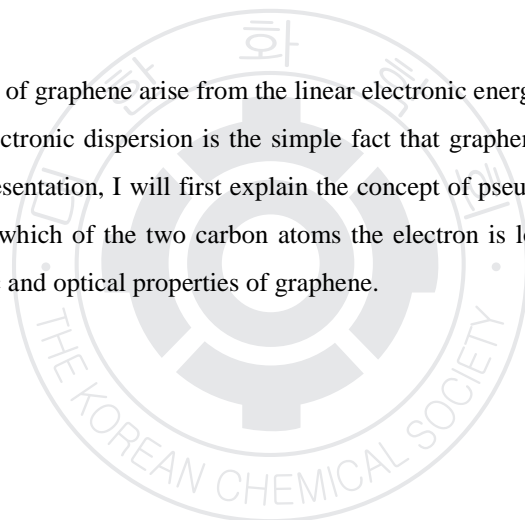 화
of graphene arise from the linear electronic energ
ctronic dispersion is the simple fact that graphe
esentation, I will first explain the concept of pseu
which of the two carbon atoms the electron is l
and optical properties of graphene.
THE KOREAN CHEMICAL SOCIETY